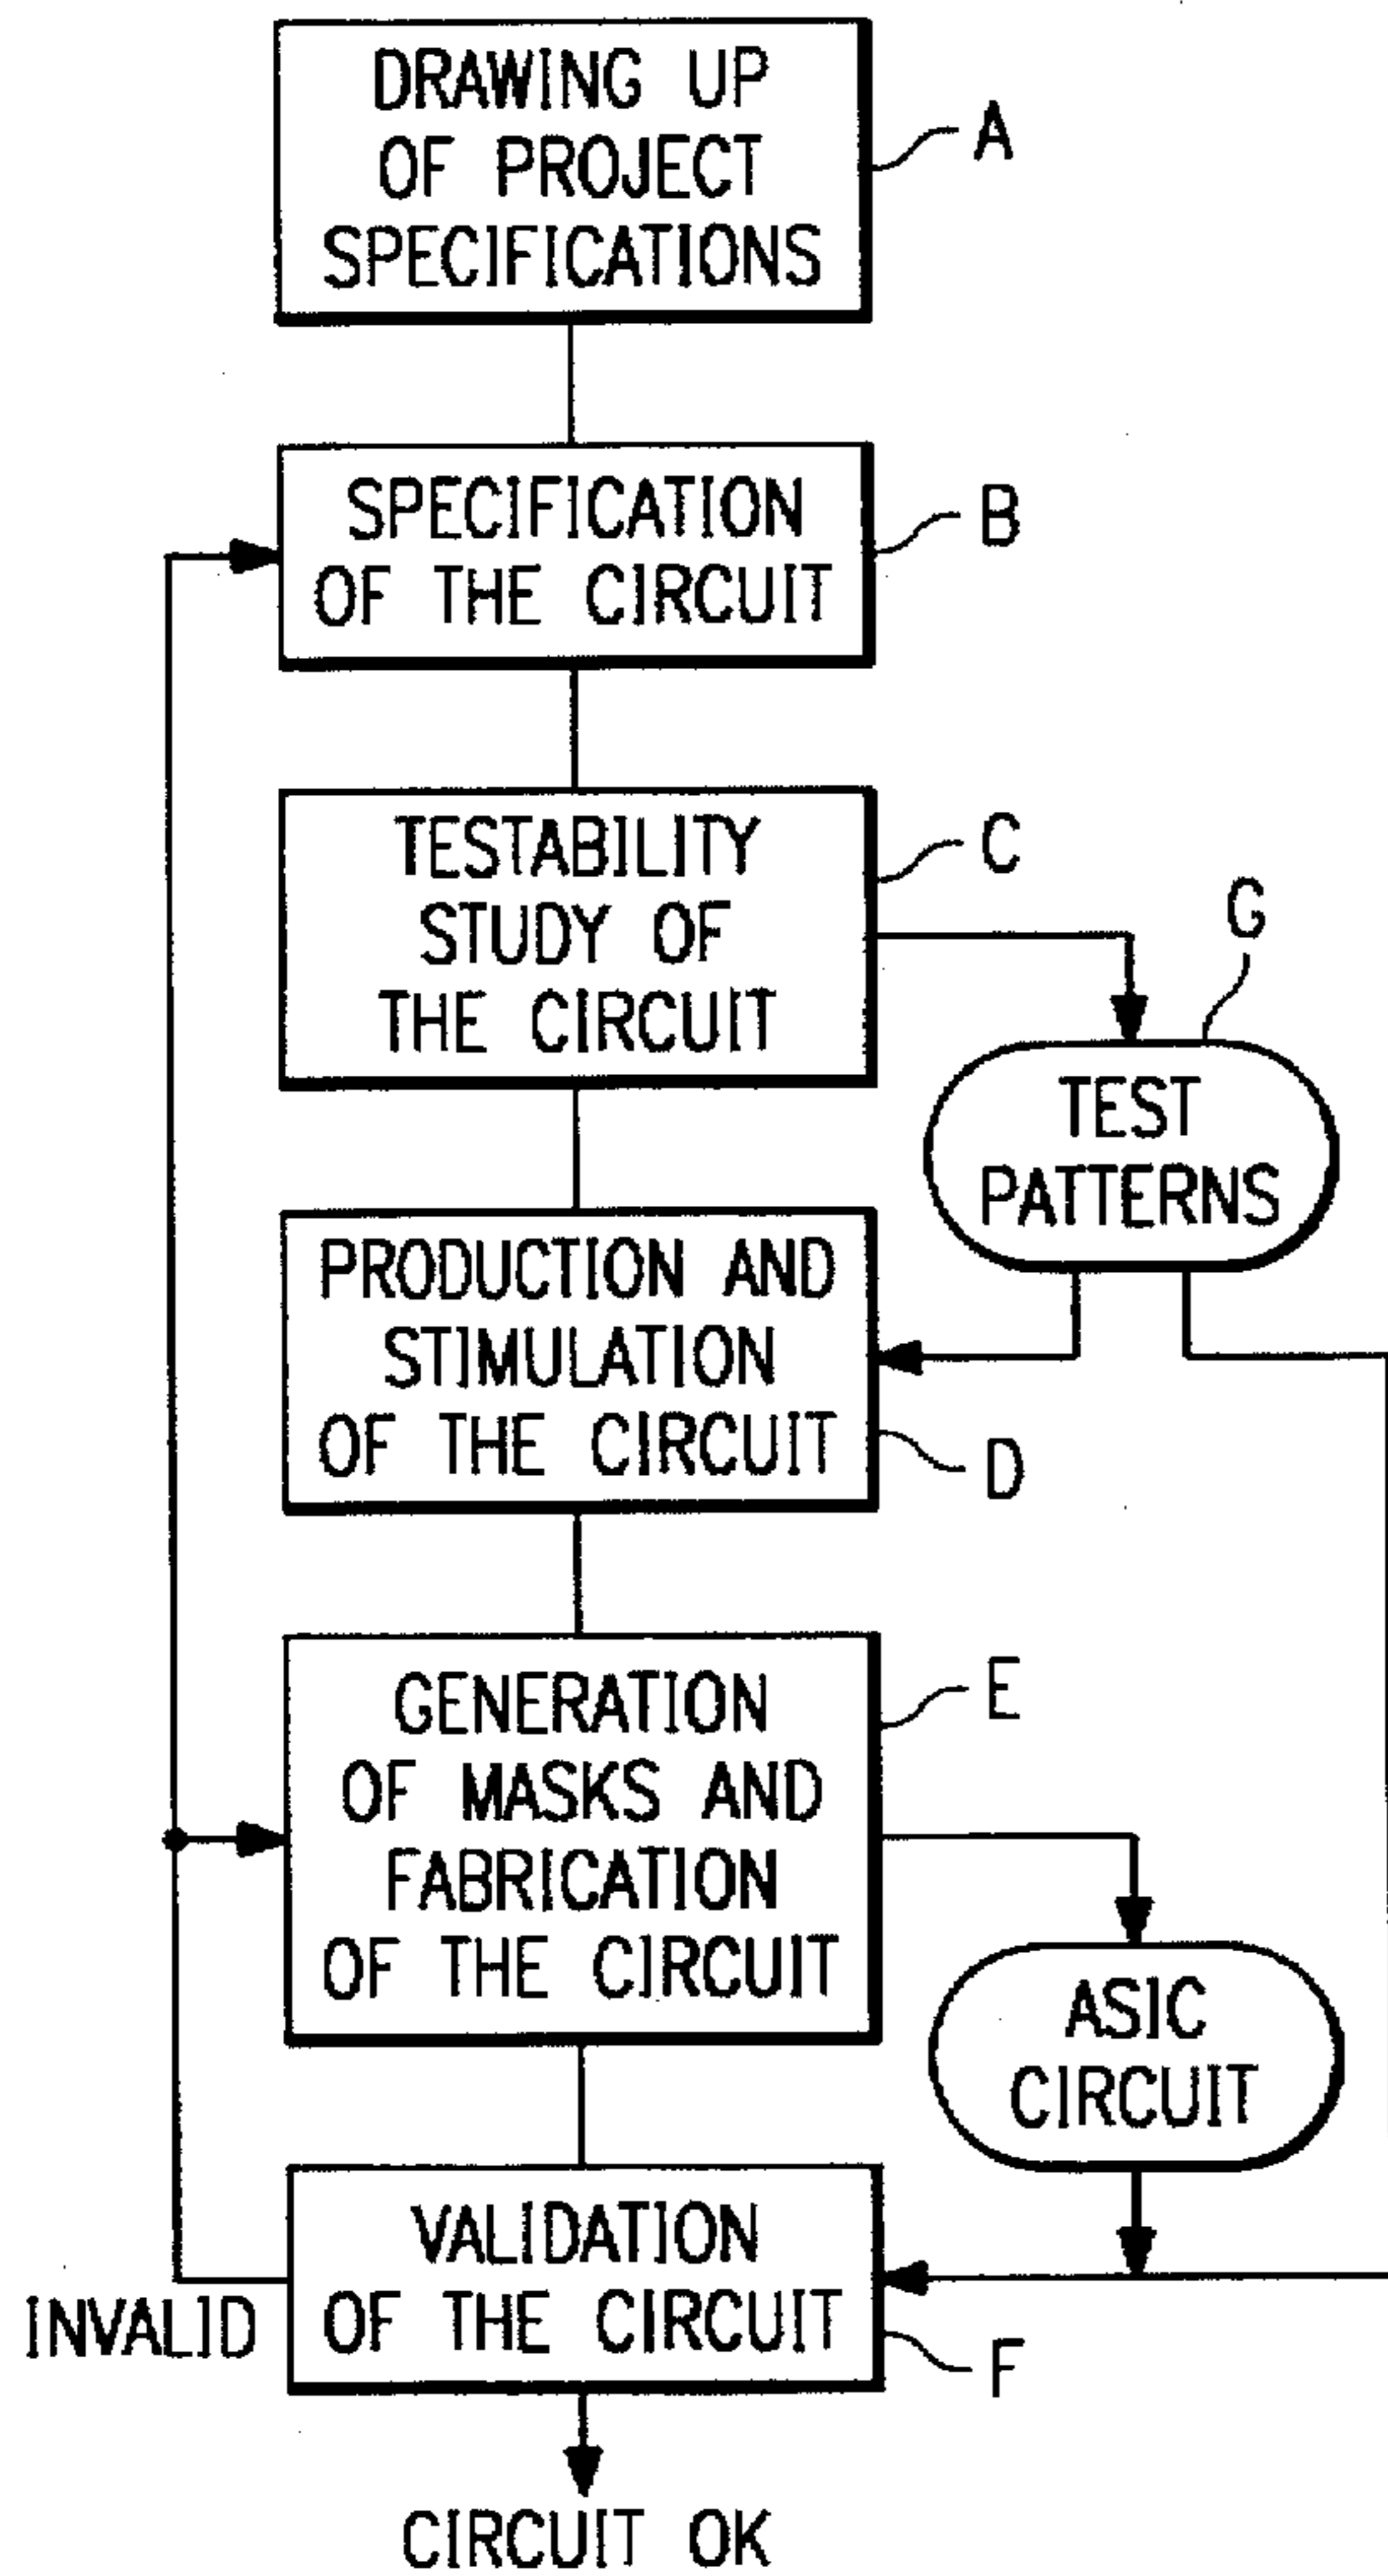 DRAWING UP
OF PROJECT
SPECIFICATIONS
A
SPECIFICATION
OF THE CIRCUIT
B
TESTABILITY
STUDY OF
THE CIRCUIT
C
G
TEST
PATTERNS
PRODUCTION AND
STIMULATION
OF THE CIRCUIT
D
GENERATION
OF MASKS AND
FABRICATION
OF THE CIRCUIT
E
ASIC
CIRCUIT
VALIDATION
OF THE CIRCUIT
F
INVALID
CIRCUIT OK